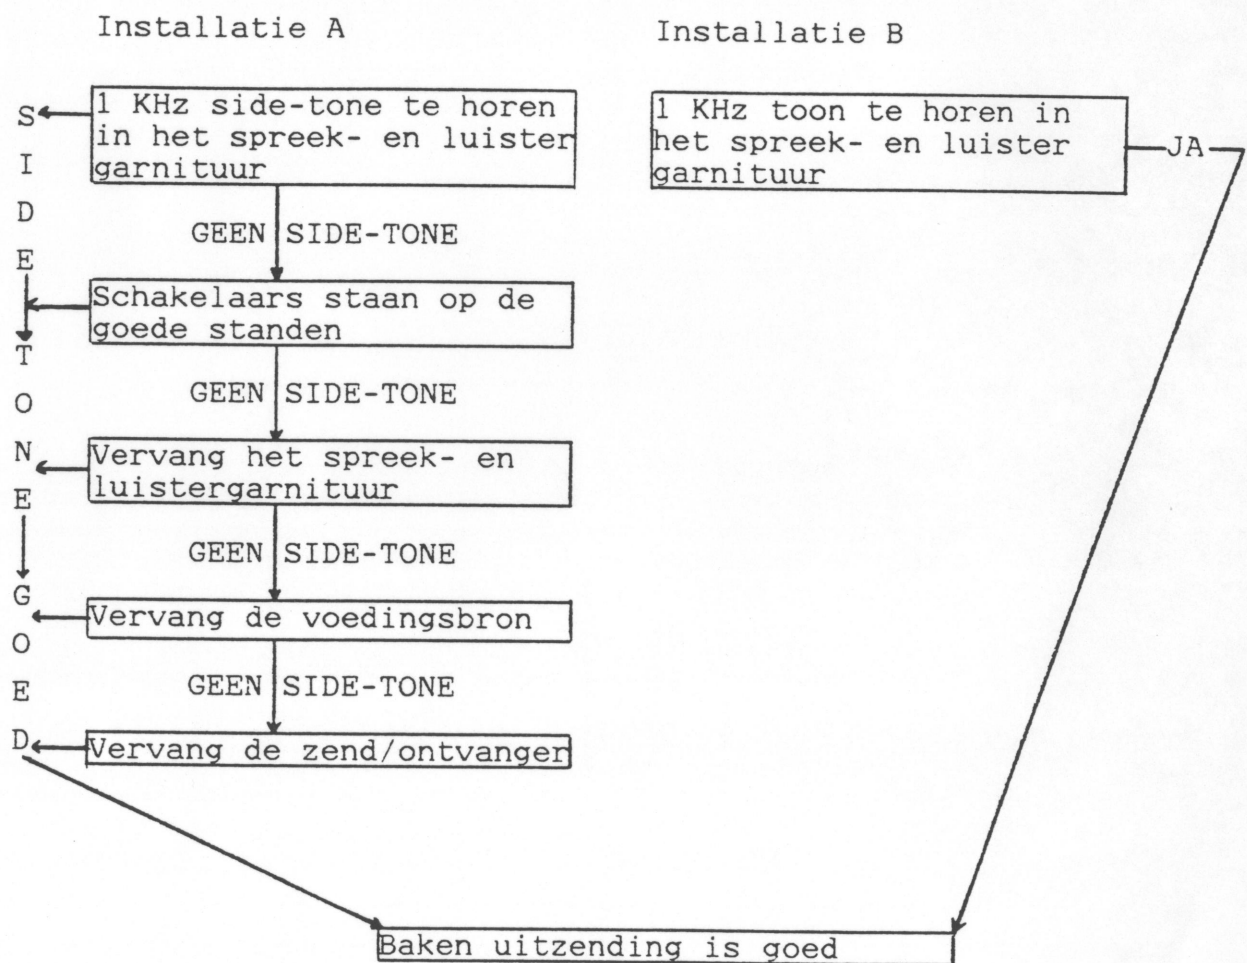 Installatie A
Installatie B
1 KHz side-tone te horen
in het spreek- en luister
garnituur
1 KHz toon te horen in
het spreek- en luister
garnituur
JA
GEEN SIDE-TONE
Schakelaars staan op de
goede standen
GEEN SIDE-TONE
Vervang het spreek- en
luistergarnituur
GEEN SIDE-TONE
Vervang de voedingsbron
GEEN SIDE-TONE
Vervang de zend/ontvanger
SIDE TONE GOED
Baken uitzending is goed